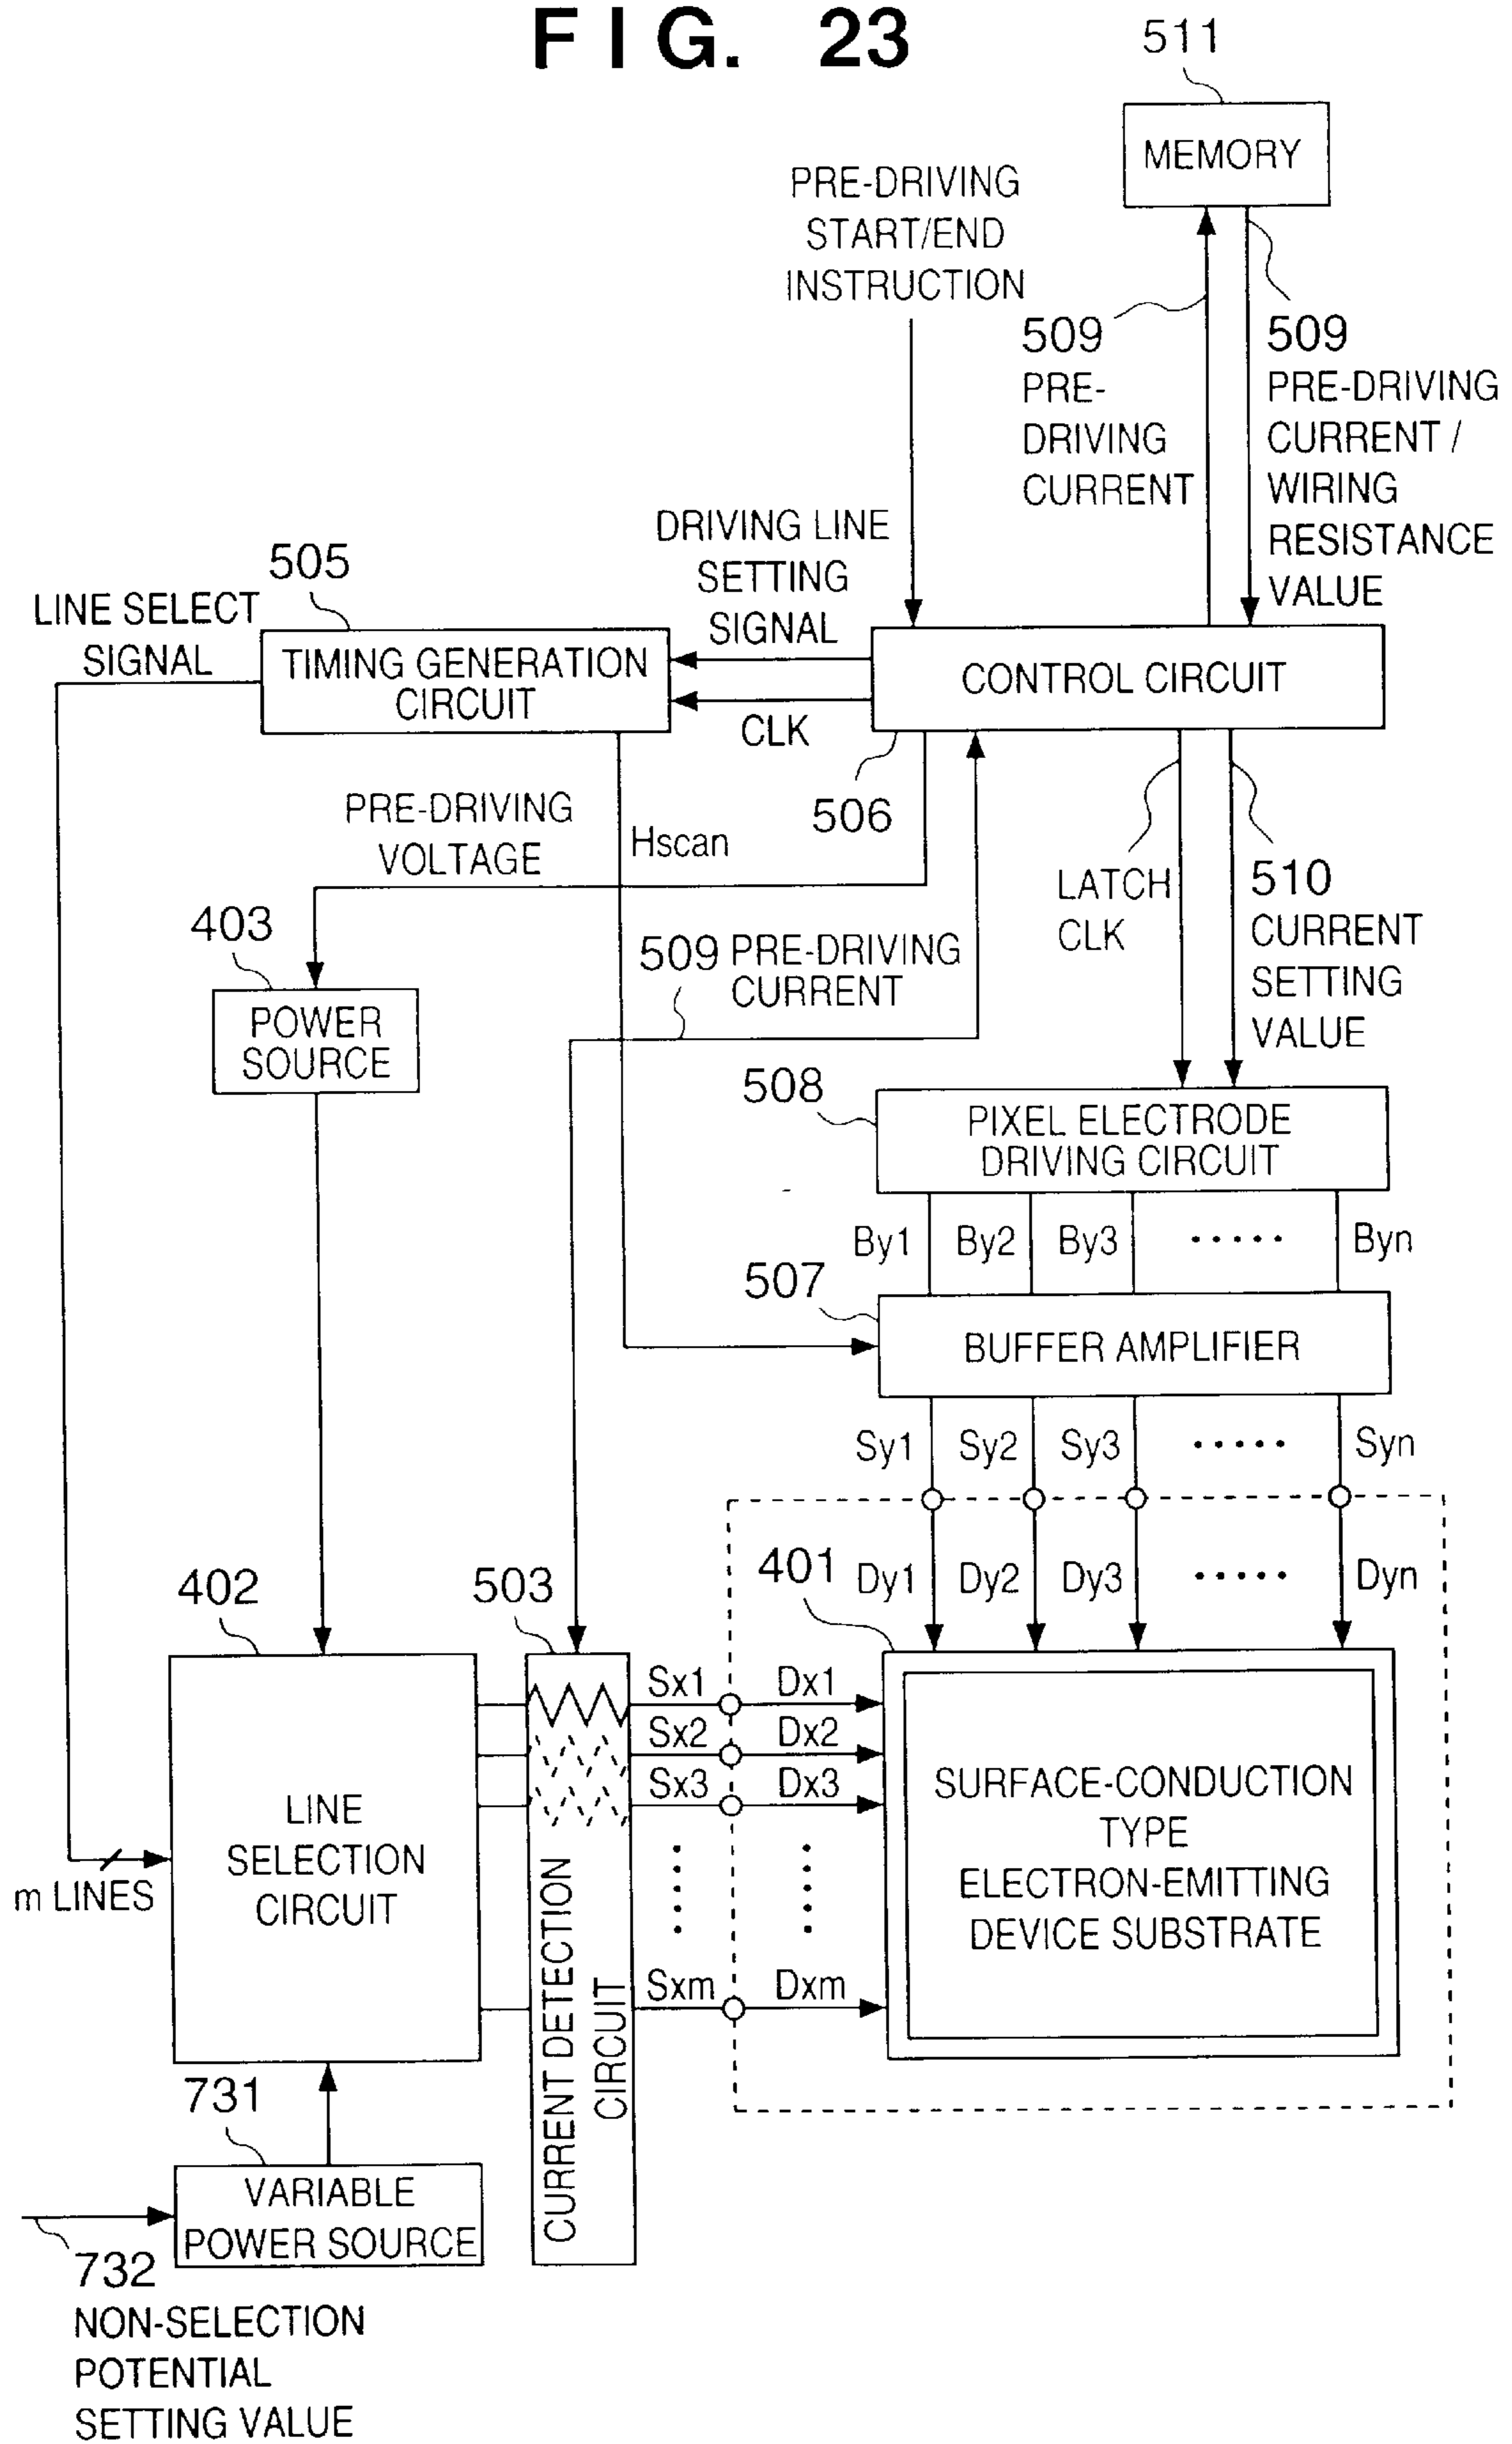 FIG. 23
511
MEMORY
PRE-DRIVING
START/END
INSTRUCTION
509
PRE-
DRIVING
CURRENT
509
PRE-DRIVING
CURRENT /
WIRING
RESISTANCE
VALUE
DRIVING LINE
SETTING
SIGNAL
505
LINE SELECT
SIGNAL
TIMING GENERATION
CIRCUIT
CONTROL CIRCUIT
CLK
506
PRE-DRIVING
VOLTAGE
Hscan
LATCH
CLK
510
CURRENT
SETTING
VALUE
403
POWER
SOURCE
509 PRE-DRIVING
CURRENT
508
PIXEL ELECTRODE
DRIVING CIRCUIT
By1 By2 By3 ····· Byn
507
BUFFER AMPLIFIER
Sy1 Sy2 Sy3 ····· Syn
401
Dy1 Dy2 Dy3 ····· Dyn
402
503
Sx1 Dx1
Sx2 Dx2
Sx3 Dx3
Sxm Dxm
LINE
SELECTION
CIRCUIT
m LINES
CURRENT DETECTION
CIRCUIT
SURFACE-CONDUCTION
TYPE
ELECTRON-EMITTING
DEVICE SUBSTRATE
731
VARIABLE
POWER SOURCE
732
NON-SELECTION
POTENTIAL
SETTING VALUE